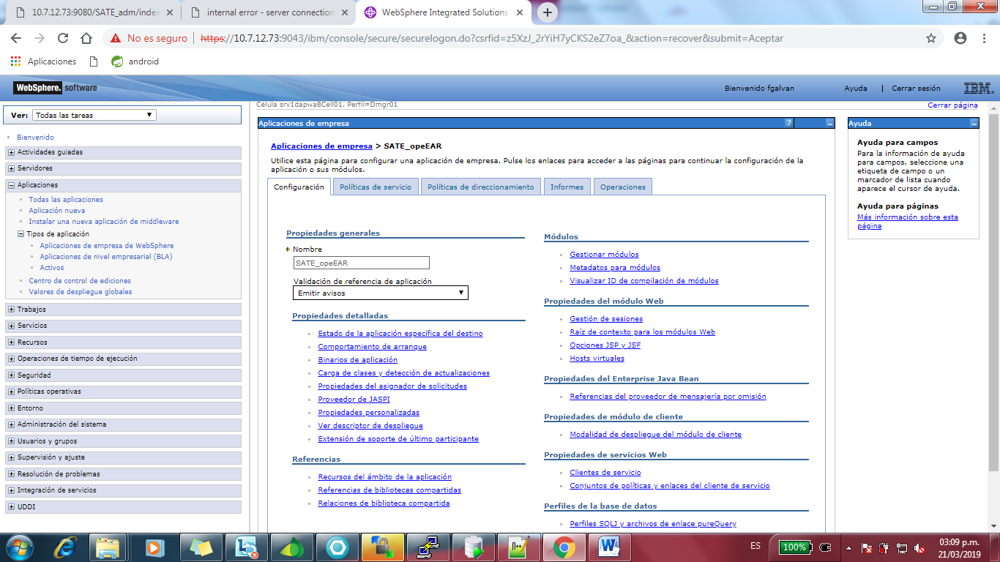 10.7.12.73:9080/SATE_adm/index
internal error - server connection
WebSphere Integrated Solutions
No es seguro
https://10.7.12.73:9043/ibm/console/secure/securelogon.do?csrfid=z5XzJ_2rYiH7yCKS2eZ7oa_&action=recover&submit=Aceptar
Aplicaciones
android
WebSphere. software
Bienvenido fgalvan
Ayuda
Cerrar sesión
IBM.
Ver: Todas las tareas
Célula srv1dapwa8Cell01, Perfil=Dmgr01
Cerrar página
Bienvenido
Actividades guiadas
Servidores
Aplicaciones
Todas las aplicaciones
Aplicación nueva
Instalar una nueva aplicación de middleware
Tipos de aplicación
Aplicaciones de empresa de WebSphere
Aplicaciones de nivel empresarial (BLA)
Activos
Centro de control de ediciones
Valores de despliegue globales
Trabajos
Servicios
Recursos
Operaciones de tiempo de ejecución
Seguridad
Políticas operativas
Entorno
Administración del sistema
Usuarios y grupos
Supervisión y ajuste
Resolución de problemas
Integración de servicios
UDDI
Aplicaciones de empresa
Aplicaciones de empresa > SATE_opeEAR
Utilice esta página para configurar una aplicación de empresa. Pulse los enlaces para acceder a las páginas para continuar la configuración de la
aplicación o sus módulos.
Configuración
Políticas de servicio
Políticas de direccionamiento
Informes
Operaciones
Propiedades generales
* Nombre
SATE_opeEAR
Validación de referencia de aplicación
Emitir avisos
Propiedades detalladas
Estado de la aplicación específica del destino
Comportamiento de arranque
Binarios de aplicación
Carga de clases y detección de actualizaciones
Propiedades del asignador de solicitudes
Proveedor de JASPI
Propiedades personalizadas
Ver descriptor de despliegue
Extensión de soporte de último participante
Referencias
Recursos del ámbito de la aplicación
Referencias de bibliotecas compartidas
Relaciones de biblioteca compartida
Módulos
Gestionar módulos
Metadatos para módulos
Visualizar ID de compilación de módulos
Propiedades del módulo Web
Gestión de sesiones
Raíz de contexto para los módulos Web
Opciones JSP y JSF
Hosts virtuales
Propiedades del Enterprise Java Bean
Referencias del proveedor de mensajería por omisión
Propiedades de módulo de cliente
Modalidad de despliegue del módulo de cliente
Propiedades de servicios Web
Clientes de servicio
Conjuntos de políticas y enlaces del cliente de servicio
Perfiles de la base de datos
Perfiles SQLJ y archivos de enlace pureQuery
Ayuda
Ayuda para campos
Para la información de ayuda
para campos, seleccione una
etiqueta de campo o un
marcador de lista cuando
aparece el cursor de ayuda.
Ayuda para páginas
Más información sobre esta
página
ES
100%
03:09 p.m.
21/03/2019